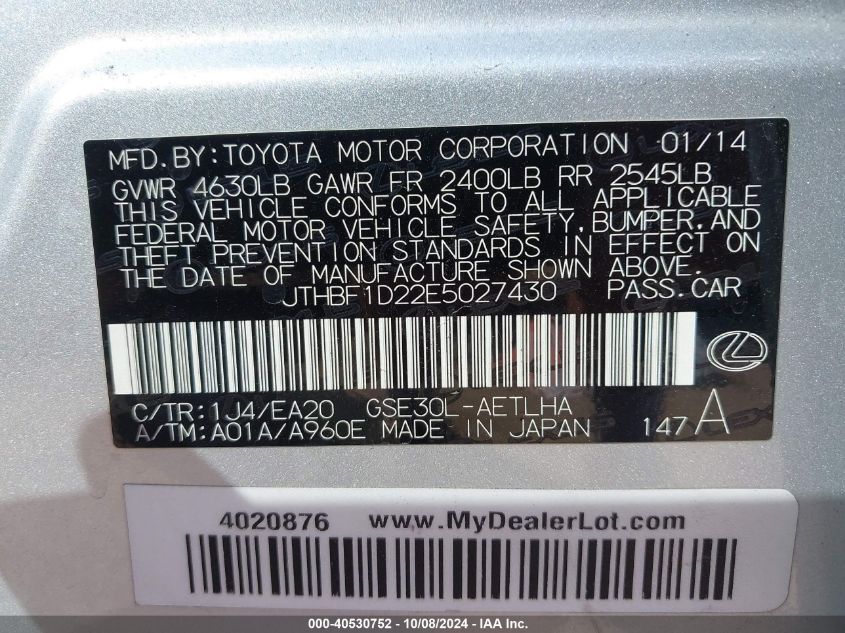 MFD. BY: TOYOTA MOTOR CORPORATION 01/14
GVWR 4630LB GAWR FR 2400LB RR 2545LB
THIS VEHICLE CONFORMS TO ALL APPLICABLE
FEDERAL MOTOR VEHICLE SAFETY, BUMPER, AND
THEFT PREVENTION STANDARDS IN EFFECT ON
THE DATE OF MANUFACTURE SHOWN ABOVE.
JTHBF1D22E5027430 PASS. CAR
C/TR: 1J4/EA20 GSE30L-AETLHA
A/TM: A01A/A960E MADE IN JAPAN 147 A
4020876 www.MyDealerLot.com
000-40530752 - 10/08/2024 - IAA Inc.